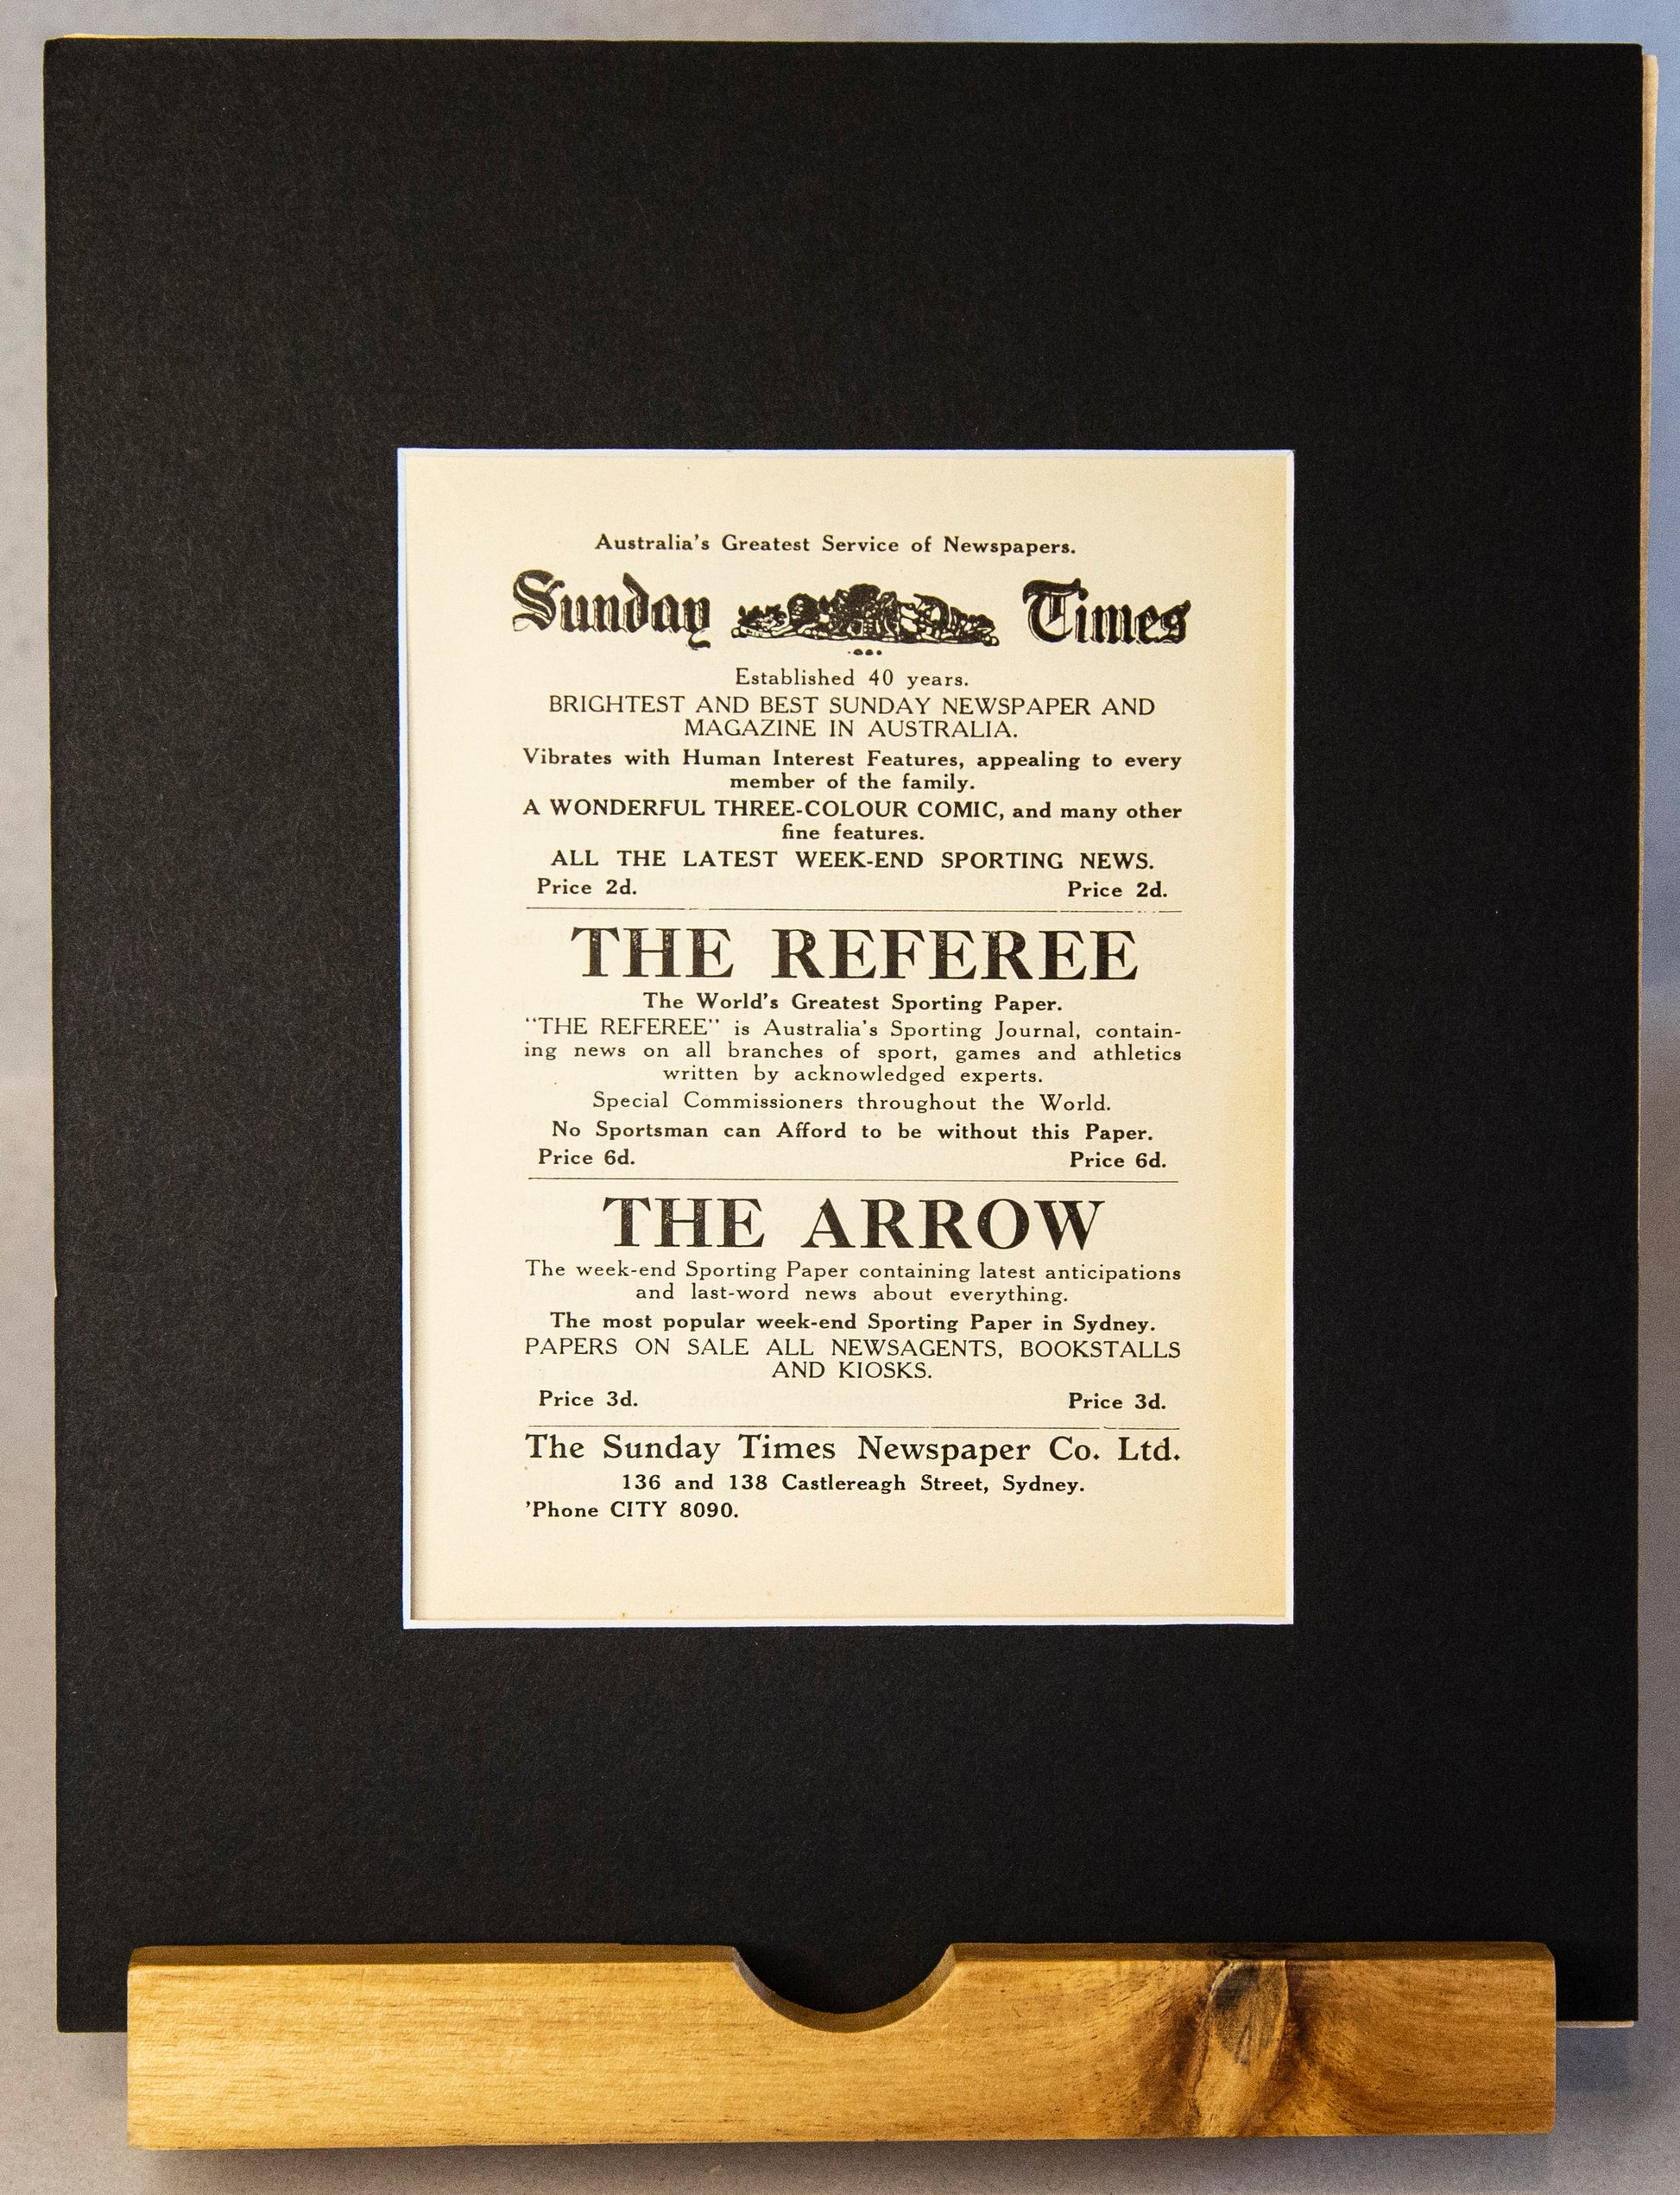 Australia's Greatest Service of Newspapers.
Sunday Times
Established 40 years.
BRIGHTEST AND BEST SUNDAY NEWSPAPER AND
MAGAZINE IN AUSTRALIA.
Vibrates with Human Interest Features, appealing to every
member of the family.
A WONDERFUL THREE-COLOUR COMIC, and many other
fine features.
ALL THE LATEST WEEK-END SPORTING NEWS.
Price 2d. Price 2d.
THE REFEREE
The World's Greatest Sporting Paper.
"THE REFEREE" is Australia's Sporting Journal, contain-
ing news on all branches of sport, games and athletics
written by acknowledged experts.
Special Commissioners throughout the World.
No Sportsman can Afford to be without this Paper.
Price 6d. Price 6d.
THE ARROW
The week-end Sporting Paper containing latest anticipations
and last-word news about everything.
The most popular week-end Sporting Paper in Sydney.
PAPERS ON SALE ALL NEWSAGENTS, BOOKSTALLS
AND KIOSKS.
Price 3d. Price 3d.
The Sunday Times Newspaper Co. Ltd.
136 and 138 Castlereagh Street, Sydney.
'Phone CITY 8090.